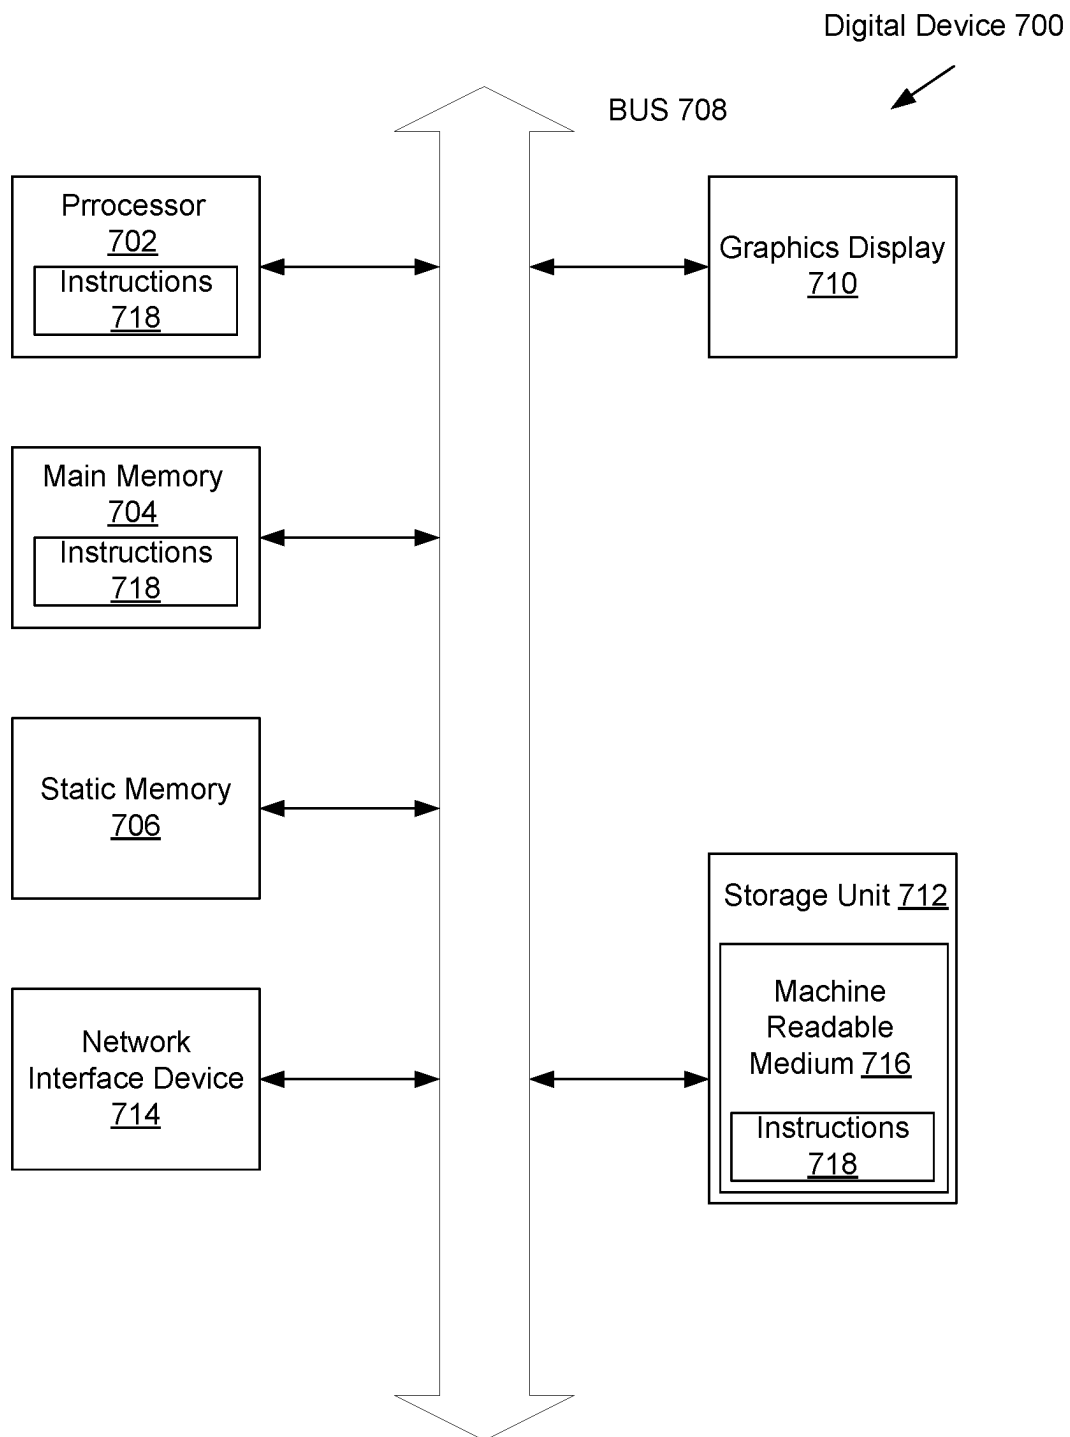 Digital Device 700
BUS 708
Prrocessor
702
Instructions
718
Graphics Display
710
Main Memory
704
Instructions
718
Static Memory
706
Storage Unit 712
Machine
Readable
Medium 716
Instructions
718
Network
Interface Device
714